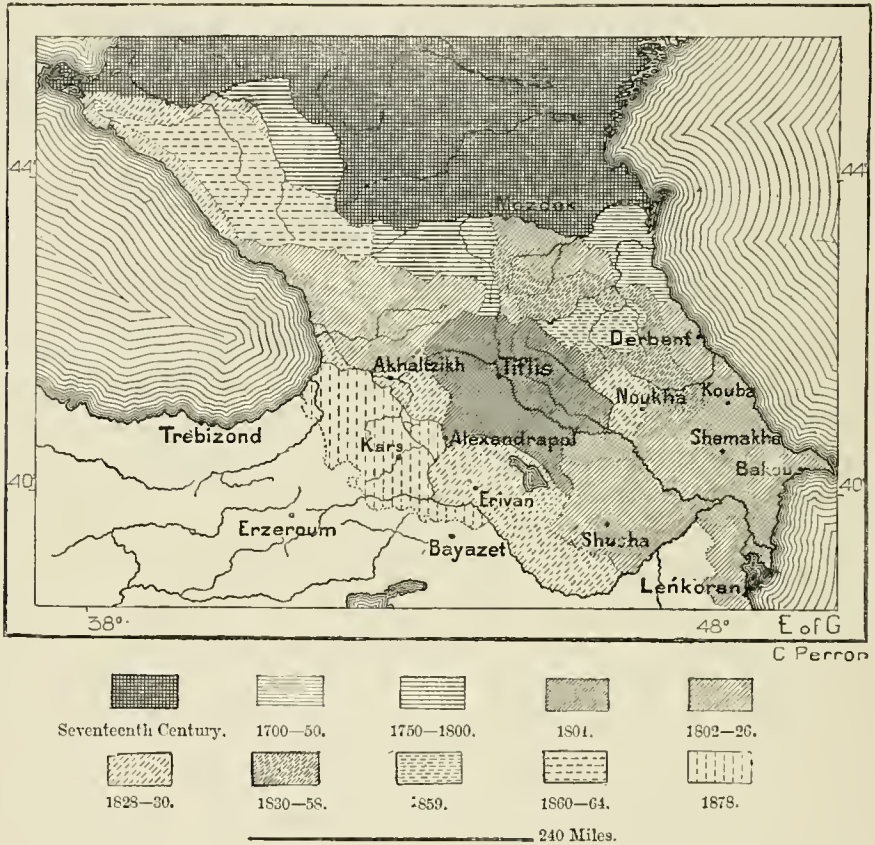 44°
44°
Mozdok
Derbent
Akhaltzikh
Tiflis
Noukha
Kouba
Trebizond
Kars
Alexandrapol
Shemakha
Bakou
40°
40°
Erivan
Erzeroum
Bayazet
Shusha
Lenkoran
38°
48°
E of G
C Perron
Seventeenth Century.
1700—50.
1750—1800.
1801.
1802—26.
1828—30.
1830—58.
1859.
1860—64.
1878.
240 Miles.